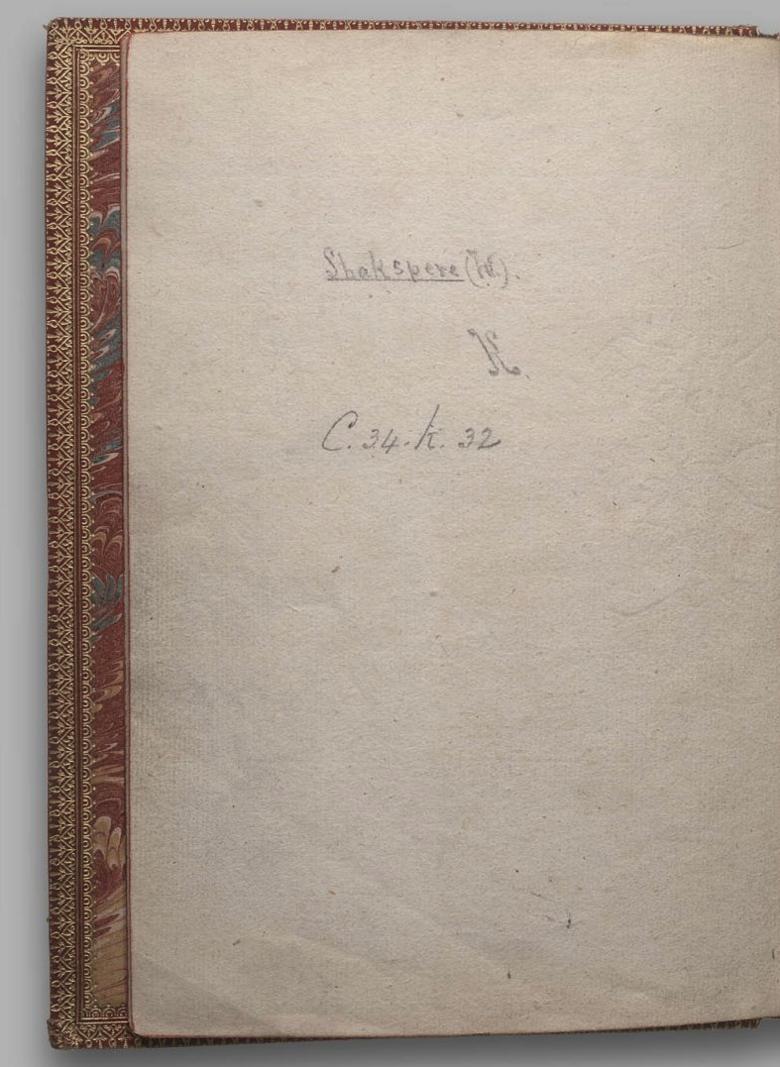 Shakspere (W).
K.
C. 34. k. 32